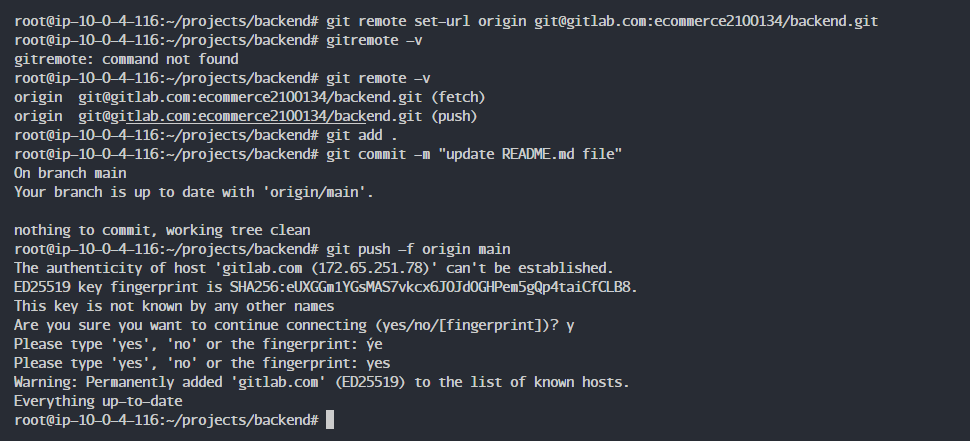 root@ip-10-0-4-116:~/projects/backend# git remote set-url origin git@gitlab.com:ecommerce2100134/backend.git
root@ip-10-0-4-116:~/projects/backend# gitremote -v
gitremote: command not found
root@ip-10-0-4-116:~/projects/backend# git remote -v
origin  git@gitlab.com:ecommerce2100134/backend.git (fetch)
origin  git@gitlab.com:ecommerce2100134/backend.git (push)
root@ip-10-0-4-116:~/projects/backend# git add .
root@ip-10-0-4-116:~/projects/backend# git commit -m "update README.md file"
On branch main
Your branch is up to date with 'origin/main'.
nothing to commit, working tree clean
root@ip-10-0-4-116:~/projects/backend# git push -f origin main
The authenticity of host 'gitlab.com (172.65.251.78)' can't be established.
ED25519 key fingerprint is SHA256:eUXGGm1YGsMAS7vkcx6JOJdOGHPem5gQp4taiCfCLB8.
This key is not known by any other names
Are you sure you want to continue connecting (yes/no/[fingerprint])? y
Please type 'yes', 'no' or the fingerprint: ýe
Please type 'yes', 'no' or the fingerprint: yes
Warning: Permanently added 'gitlab.com' (ED25519) to the list of known hosts.
Everything up-to-date
root@ip-10-0-4-116:~/projects/backend#